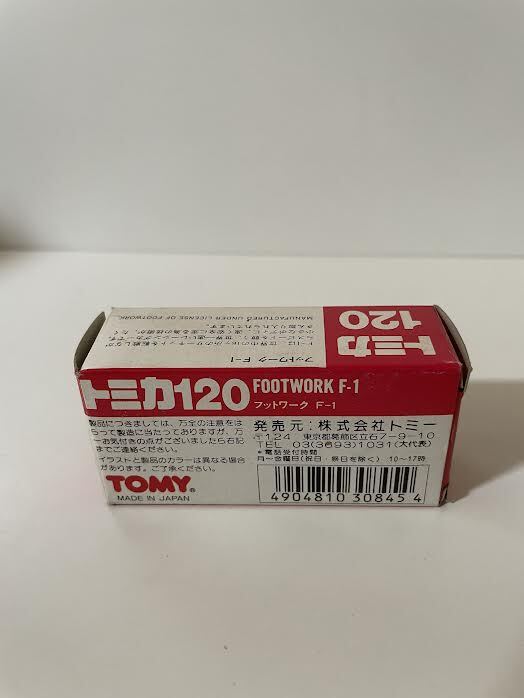 トミカ
120
フットワーク F-1
MANUFACTURED UNDER LICENSE OF FOOTWORK
トミカ120
FOOTWORK F-1
フットワーク F-1
製品につきましては、万全の注意をは
らって製造に当たっておりますが、万
一お気付きの点がございましたら右記
までご連絡ください。
イラストと製品のカラーは異なる場合
があります。ご了承ください。
TOMY®
MADE IN JAPAN
発売元:株式会社トミー
〒124 東京都葛飾区立石7-9-10
TEL 03(3693)1031(大代表)
*電話受付時間
月〜金曜日(祝日・祭日を除く) 10〜17時
4904810 30845 4